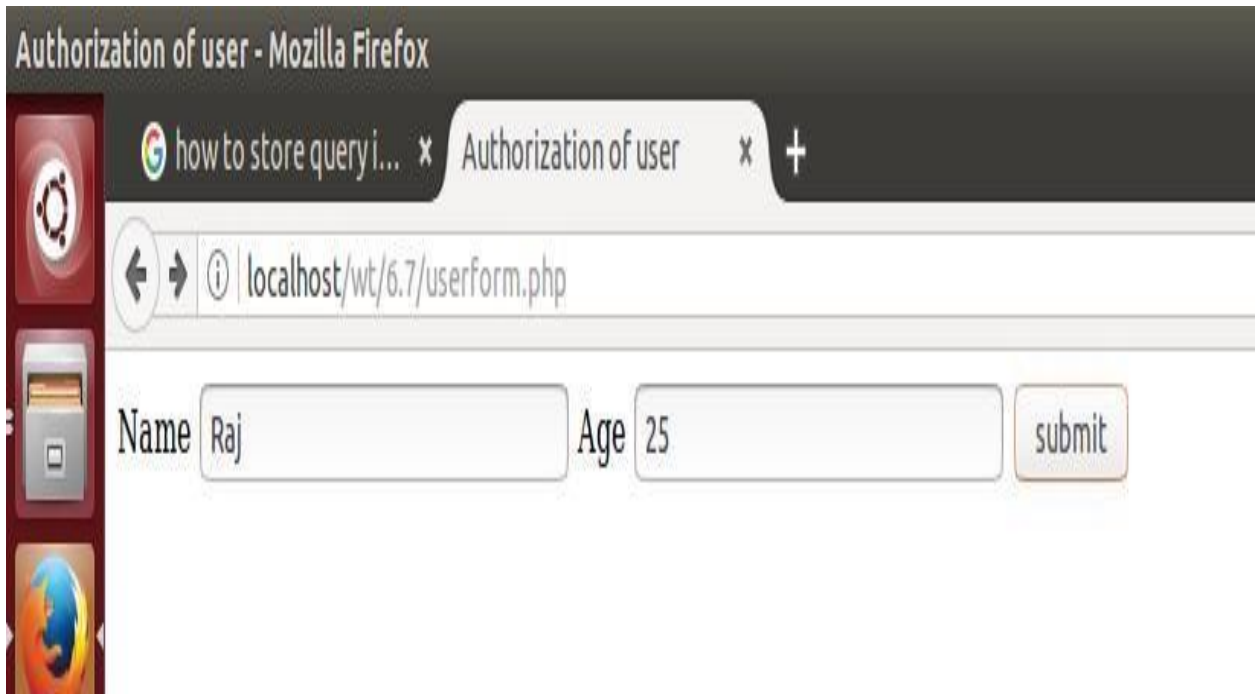 Authorization of user - Mozilla Firefox
how to store query i... × Authorization of user × +
localhost/wt/6.7/userform.php
Name Raj Age 25 submit